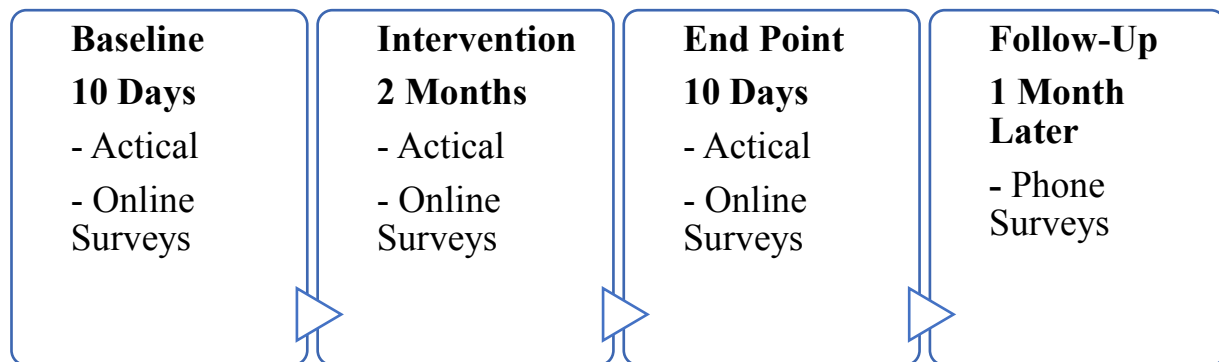 Baseline
10 Days
- Actical
- Online
Surveys
Intervention
2 Months
- Actical
- Online
Surveys
End Point
10 Days
- Actical
- Online
Surveys
Follow-Up
1 Month
Later
- Phone
Surveys